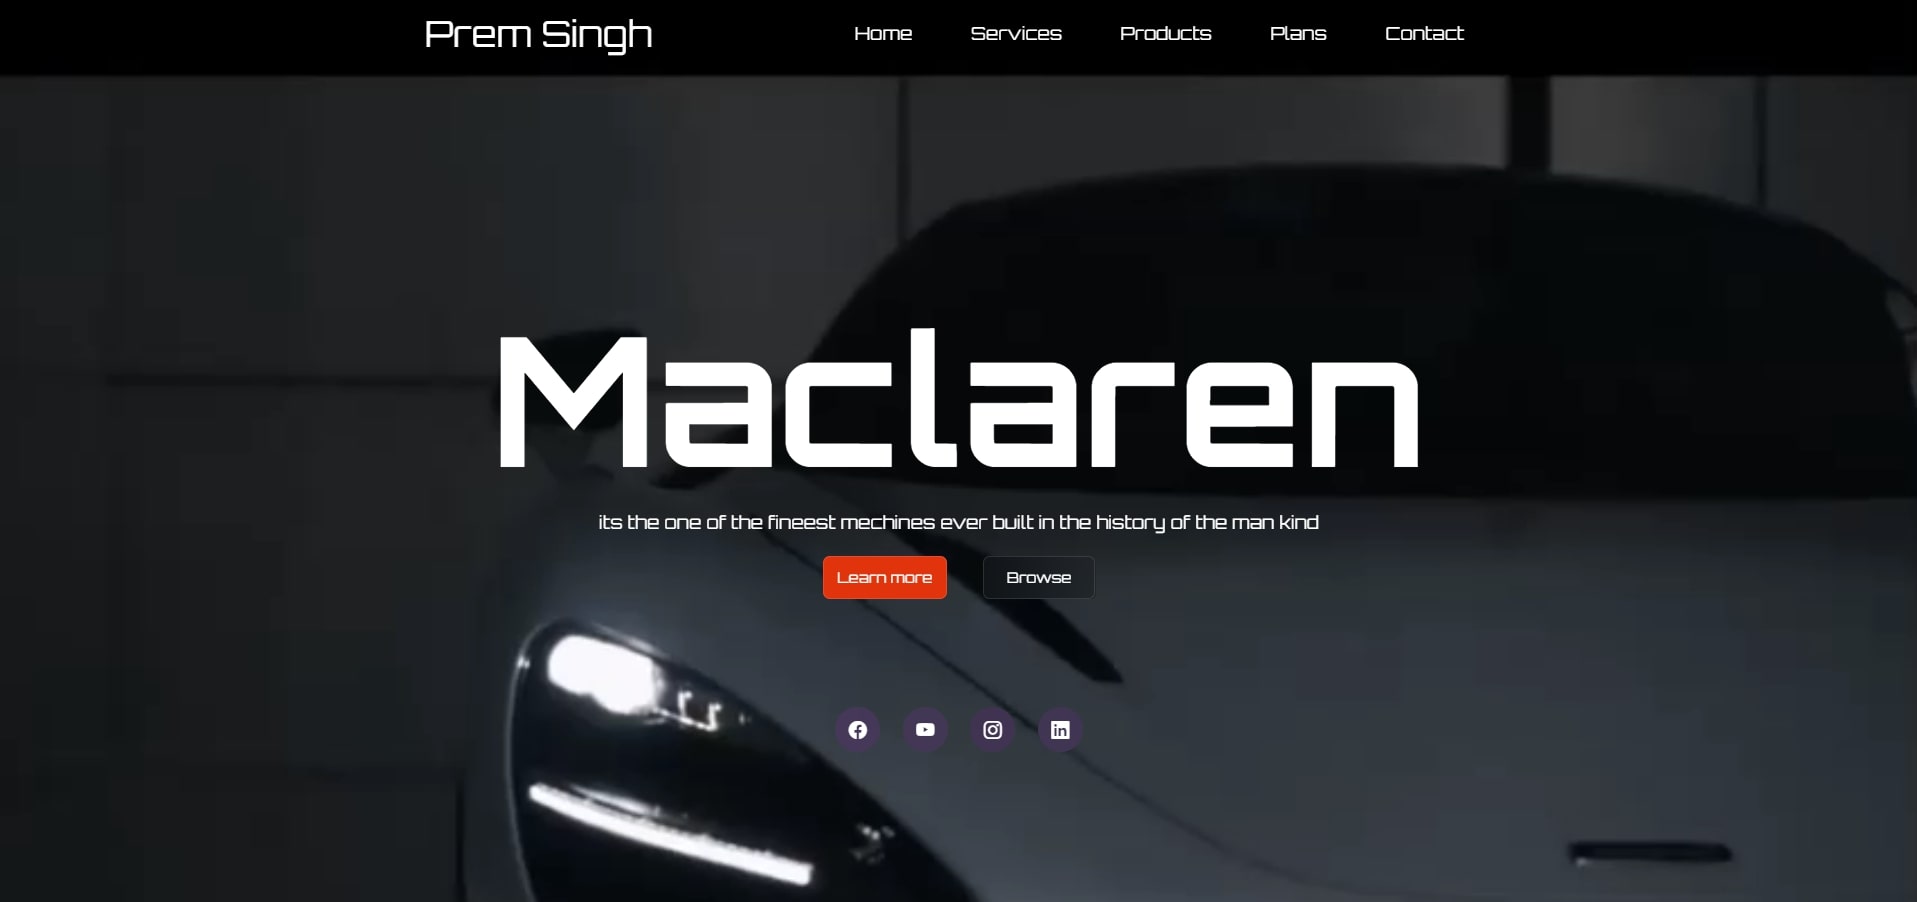 Prem Singh
Home Services Products Plans Contact
Maclaren
its the one of the fineest mechines ever built in the history of the man kind
Learn more Browse
in